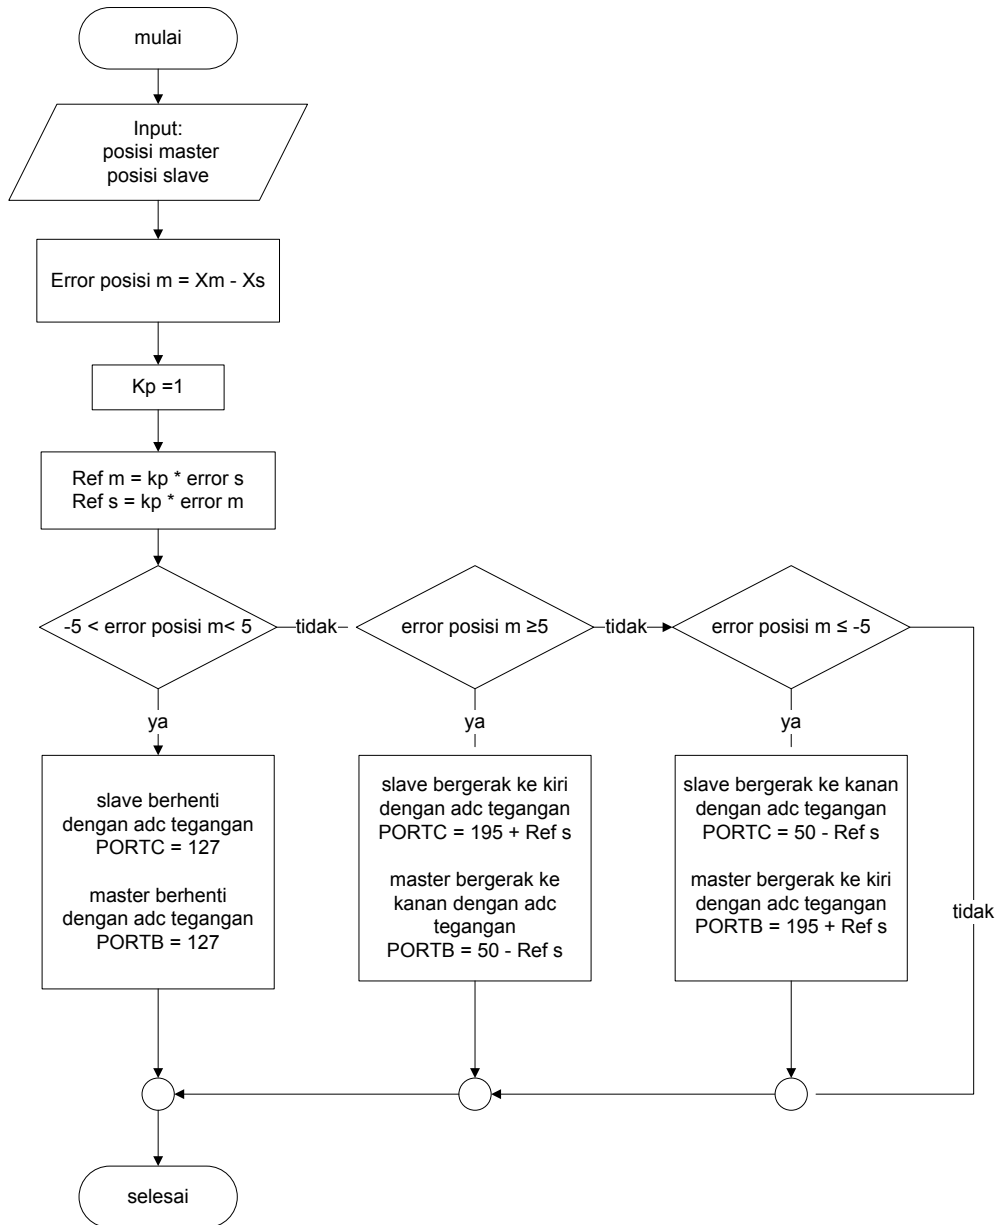 mulai
Input:
posisi master
posisi slave
Error posisi m = Xm - Xs
Kp =1
Ref m = kp * error s
Ref s = kp * error m
-5 < error posisi m< 5
tidak
error posisi m ≥5
tidak
error posisi m ≤ -5
ya
ya
ya
slave berhenti
dengan adc tegangan
PORTC = 127
master berhenti
dengan adc tegangan
PORTB = 127
slave bergerak ke kiri
dengan adc tegangan
PORTC = 195 + Ref s
master bergerak ke
kanan dengan adc
tegangan
PORTB = 50 - Ref s
slave bergerak ke kanan
dengan adc tegangan
PORTC = 50 - Ref s
master bergerak ke kiri
dengan adc tegangan
PORTB = 195 + Ref s
tidak
selesai